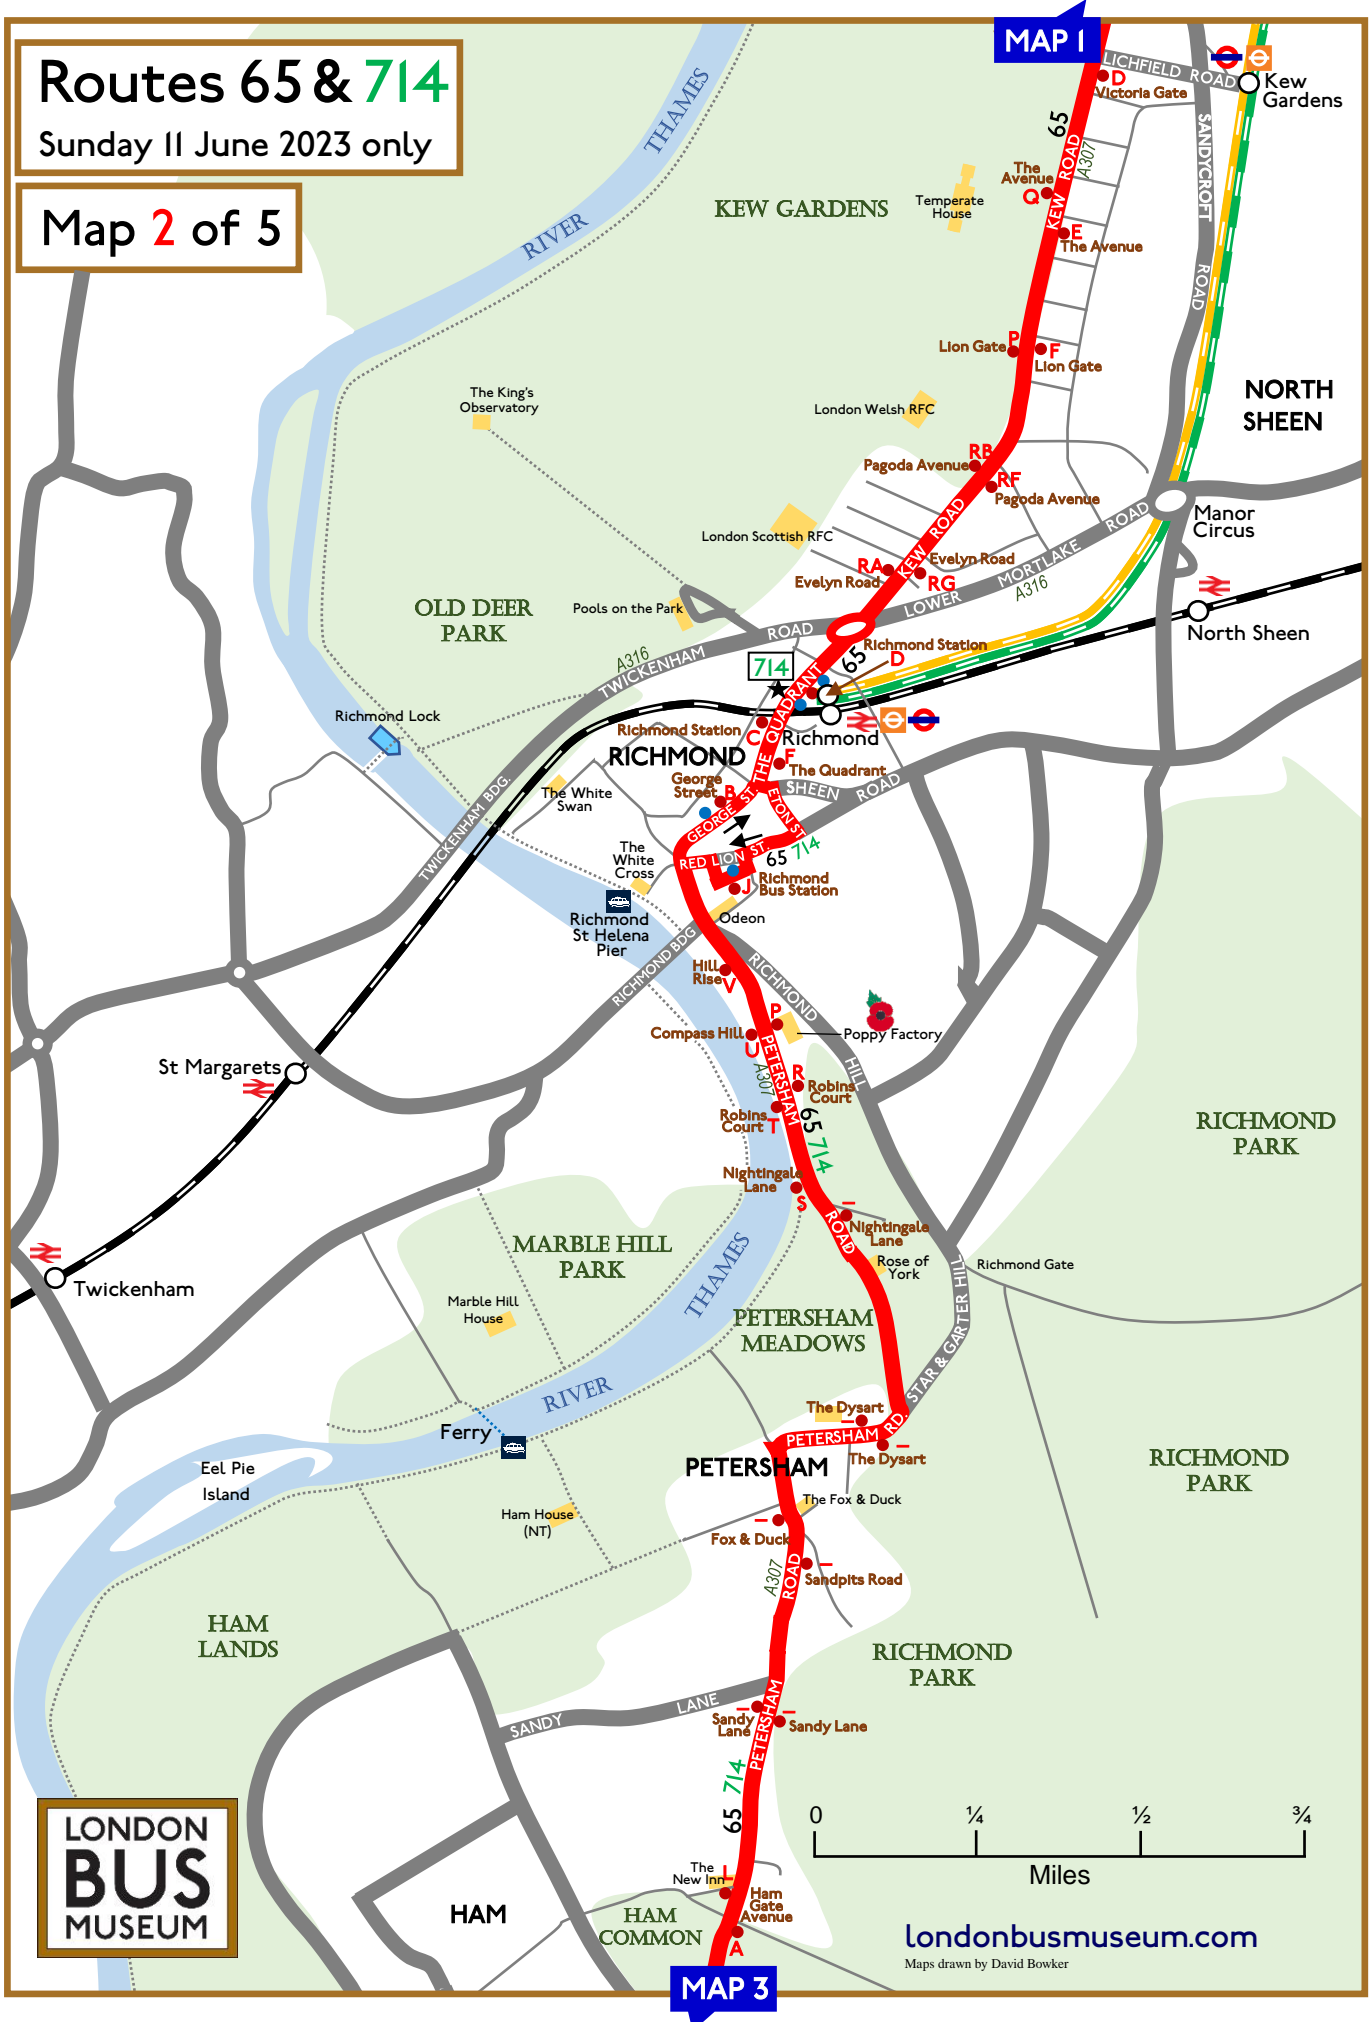 MAP 1
Routes 65 & 714
Sunday 11 June 2023 only
Map 2 of 5
LICHFIELD ROAD
D
Victoria Gate
Kew
Gardens
THAMES
RIVER
65
KEW ROAD
A307
SANDYCROFT
ROAD
The
Avenue
Q
KEW
E
The Avenue
KEW GARDENS
Temperate
House
P
Lion Gate
F
Lion Gate
NORTH
SHEEN
The King's
Observatory
London Welsh RFC
RB
Pagoda Avenue
RF
Pagoda Avenue
Manor
Circus
London Scottish RFC
KEW ROAD
Evelyn Road
RA
Evelyn Road
RG
LOWER MORTLAKE ROAD
A316
North Sheen
OLD DEER
PARK
Pools on the Park
TWICKENHAM ROAD
A316
Richmond Station
D
65
714
THE QUADRANT
Richmond Lock
Richmond Station
C
Richmond
RICHMOND
F
The Quadrant
George
Street
B
SHEEN ROAD
GEORGE ST.
ETON ST.
TWICKENHAM BDG.
The White
Swan
The
White
Cross
RED LION ST.
65 714
J
Richmond
Bus Station
Odeon
Richmond
St Helena
Pier
RICHMOND BDG
Hill
Rise
V
RICHMOND
HILL
P
Compass Hill
U
Poppy Factory
PETERSHAM
A307
R
Robins
Court
Robins
Court
T
65 714
St Margarets
RICHMOND
PARK
Nightingale
Lane
S
–
Nightingale
Lane
ROAD
Rose of
York
Richmond Gate
STAR & GARTER HILL
MARBLE HILL
PARK
THAMES
Twickenham
Marble Hill
House
PETERSHAM
MEADOWS
RIVER
The Dysart
–
PETERSHAM RD.
–
The Dysart
Ferry
PETERSHAM
RICHMOND
PARK
Eel Pie
Island
Ham House
(NT)
The Fox & Duck
–
Fox & Duck
–
Sandpits Road
A307
ROAD
HAM
LANDS
RICHMOND
PARK
SANDY LANE
–
Sandy
Lane
–
Sandy Lane
PETERSHAM
65 714
LONDON
BUS
MUSEUM
0 ¼ ½ ¾
Miles
The
New Inn
L
Ham
Gate
Avenue
A
HAM
HAM
COMMON
londonbusmuseum.com
Maps drawn by David Bowker
MAP 3